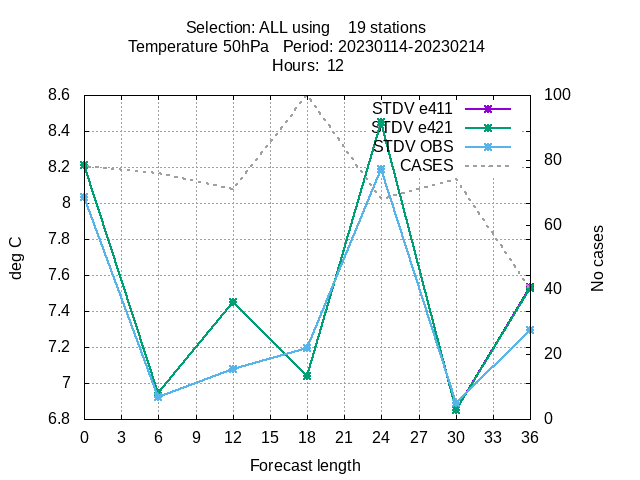 Selection: ALL using    19 stations
Temperature 50hPa   Period: 20230114-20230214
Hours:  12
8.6
8.4
8.2
8
7.8
7.6
7.4
7.2
7
6.8
deg C
100
80
60
40
20
0
No cases
STDV e411
STDV e421
STDV OBS
CASES
0 3 6 9 12 15 18 21 24 27 30 33 36
Forecast length